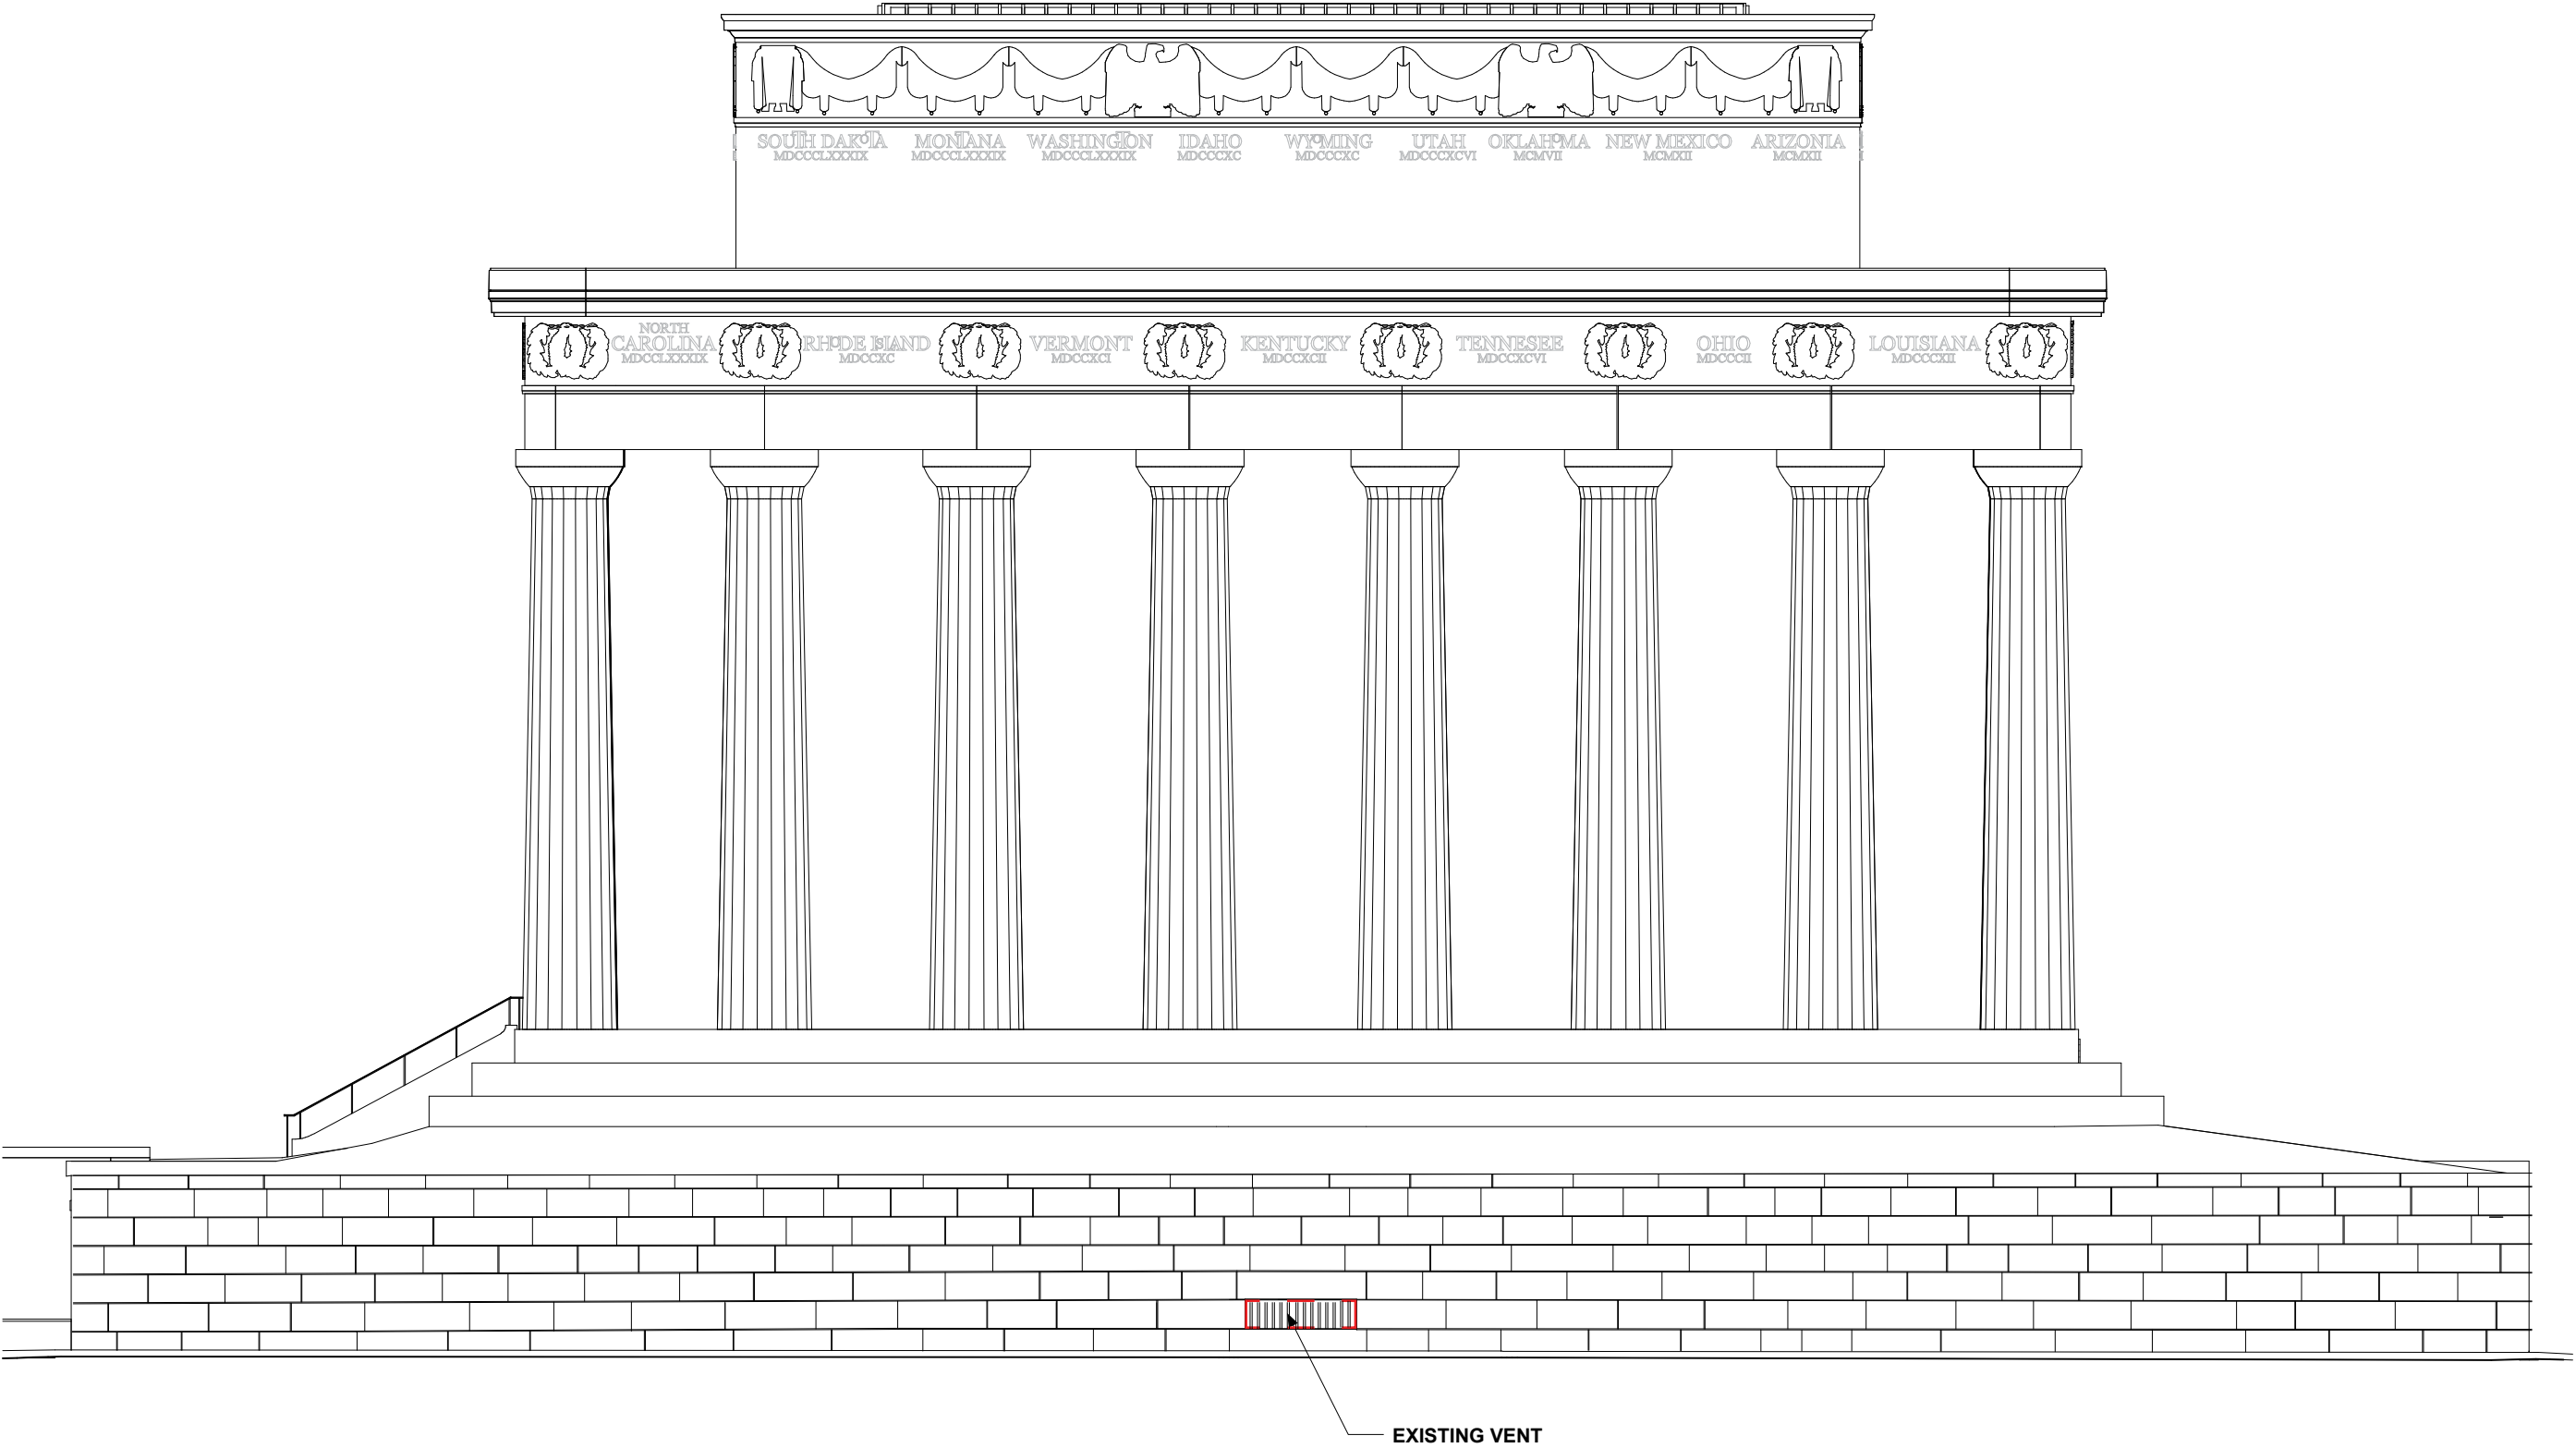 SOUTH DAKOTA MONTANA WASHINGTON IDAHO WYOMING UTAH OKLAHOMA NEW MEXICO ARIZONIA
MDCCCLXXXIX MDCCCLXXXIX MDCCCLXXXIX MDCCCXC MDCCCXC MDCCCXCVI MCMVII MCMXII MCMXII
NORTH
CAROLINA RHODE ISLAND VERMONT KENTUCKY TENNESEE OHIO LOUISIANA
MDCCLXXXIX MDCCXC MDCCXCI MDCCXCII MDCCXCVI MDCCCII MDCCCXII
EXISTING VENT